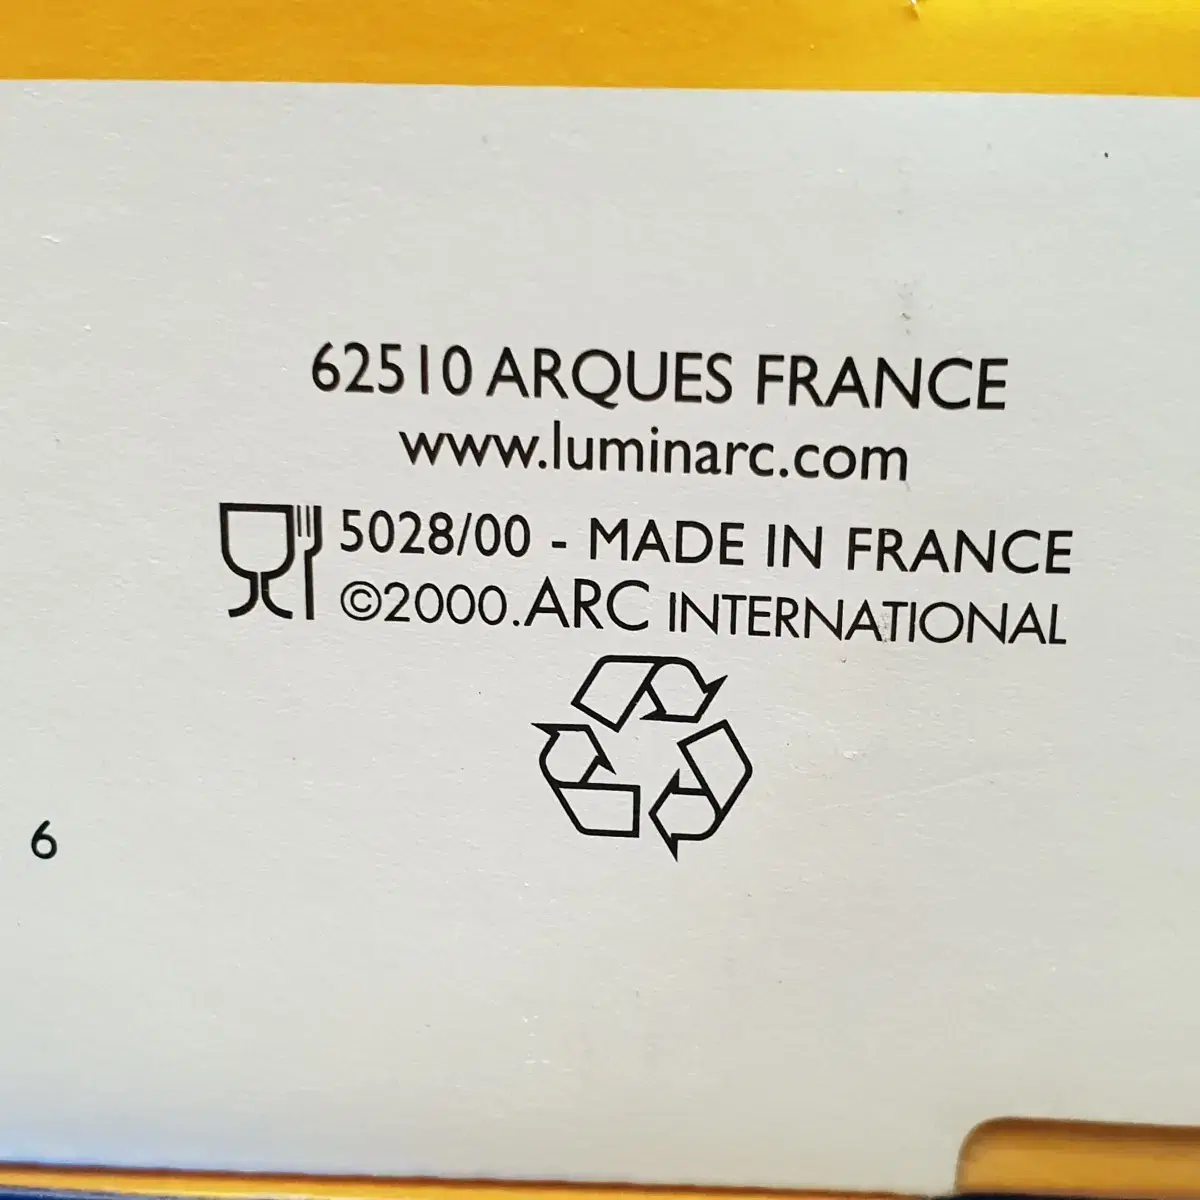 62510 ARQUES FRANCE
www.luminarc.com
5028/00 - MADE IN FRANCE
©2000.ARC INTERNATIONAL
6